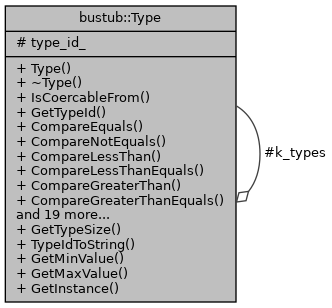 bustub::Type
# type_id_
+ Type()
+ ~Type()
+ IsCoercableFrom()
+ GetTypeId()
+ CompareEquals()
+ CompareNotEquals()
+ CompareLessThan()
+ CompareLessThanEquals()
+ CompareGreaterThan()
+ CompareGreaterThanEquals()
and 19 more...
+ GetTypeSize()
+ TypeIdToString()
+ GetMinValue()
+ GetMaxValue()
+ GetInstance()
#k_types